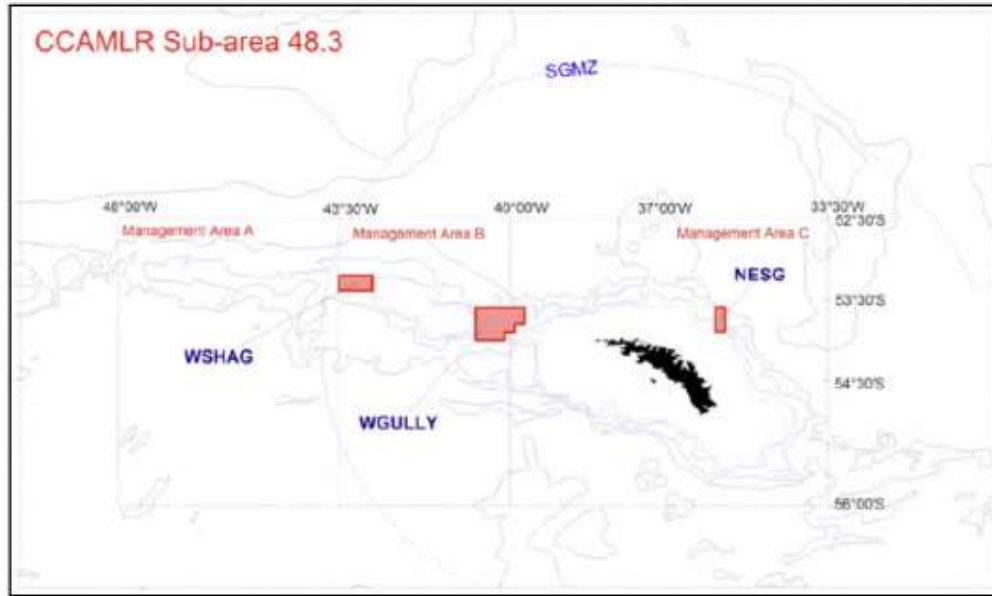 CCAMLR Sub-area 48.3
SGMZ
48°00'W 43°30'W 40°00'W 37°00'W 33°30'W
52°30'S
Management Area A Management Area B Management Area C
NESG
53°30'S
WSHAG
54°30'S
WGULLY
56°00'S